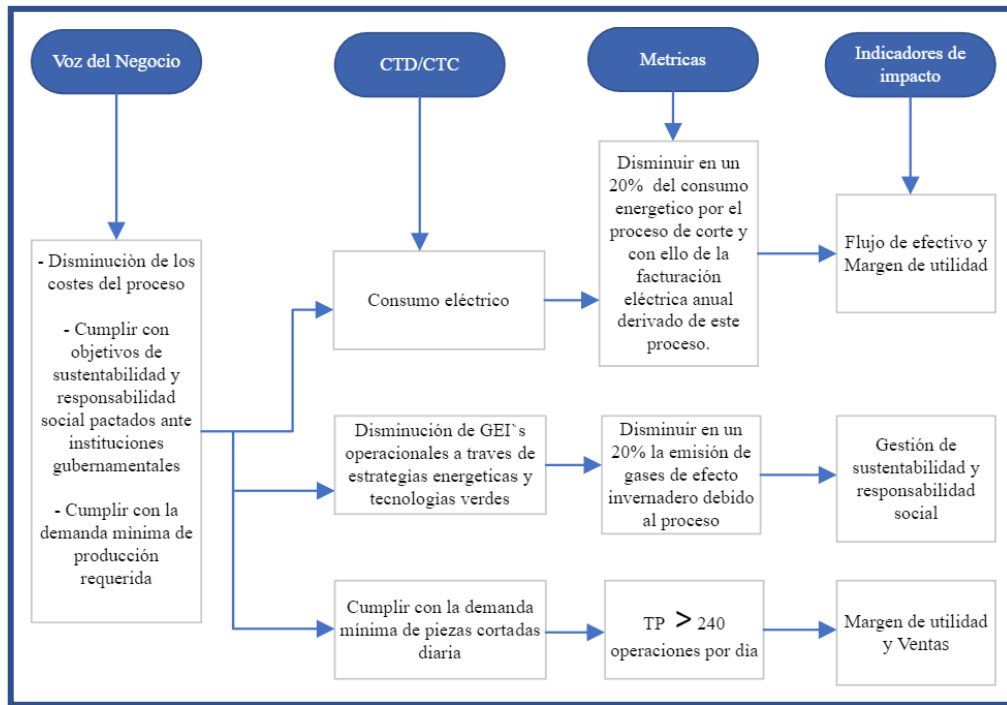 Voz del Negocio
CTD/CTC
Metricas
Indicadores de
impacto
- Disminuciòn de los
costes del proceso
- Cumplir con
objetivos de
sustentabilidad y
responsabilidad
social pactados ante
instituciones
gubernamentales
- Cumplir con la
demanda mìnima de
producción
requerida
Consumo eléctrico
Disminuir en un
20% del consumo
energetico por el
proceso de corte y
con ello de la
facturación
eléctrica anual
derivado de este
proceso.
Flujo de efectivo y
Margen de utilidad
Disminución de GEI`s
operacionales a traves de
estrategias energeticas y
tecnologias verdes
Disminuir en un
20% la emisión de
gases de efecto
invernadero debido
al proceso
Gestión de
sustentabilidad y
responsabilidad
social
Cumplir con la demanda
mínima de piezas cortadas
diaria
TP > 240
operaciones por dia
Margen de utilidad
y Ventas